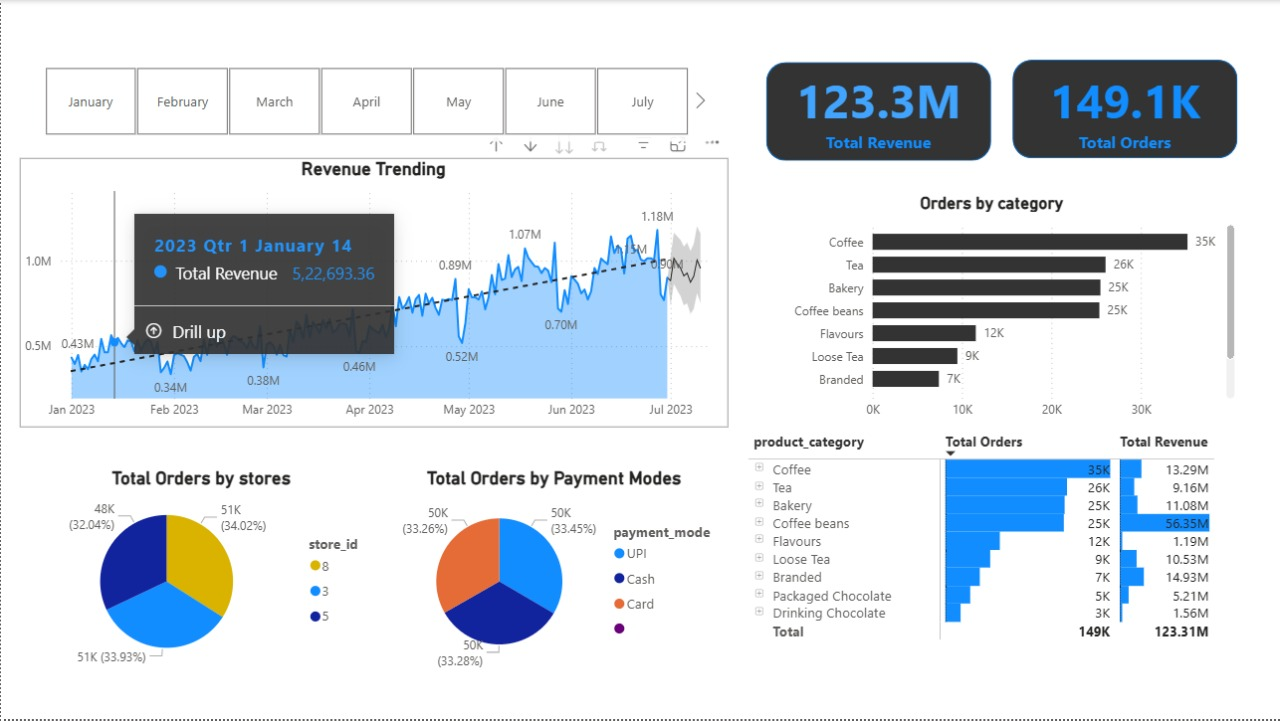 January February March April May June July
123.3M
Total Revenue
149.1K
Total Orders
Revenue Trending
1.0M
0.5M
0.43M
0.34M
0.38M
0.46M
0.89M
0.52M
1.07M
0.70M
1.18M
0.90M
2023 Qtr 1 January 14
Total Revenue 5,22,693.36
Drill up
Jan 2023 Feb 2023 Mar 2023 Apr 2023 May 2023 Jun 2023 Jul 2023
Orders by category
Coffee 35K
Tea 26K
Bakery 25K
Coffee beans 25K
Flavours 12K
Loose Tea 9K
Branded 7K
0K 10K 20K 30K
Total Orders by stores
48K
(32.04%)
51K
(34.02%)
51K (33.93%)
store_id
8
3
5
Total Orders by Payment Modes
50K
(33.26%)
50K
(33.45%)
50K
(33.28%)
payment_mode
UPI
Cash
Card
product_category Total Orders Total Revenue
Coffee 35K 13.29M
Tea 26K 9.16M
Bakery 25K 11.08M
Coffee beans 25K 56.35M
Flavours 12K 1.19M
Loose Tea 9K 10.53M
Branded 7K 14.93M
Packaged Chocolate 5K 5.21M
Drinking Chocolate 3K 1.56M
Total 149K 123.31M